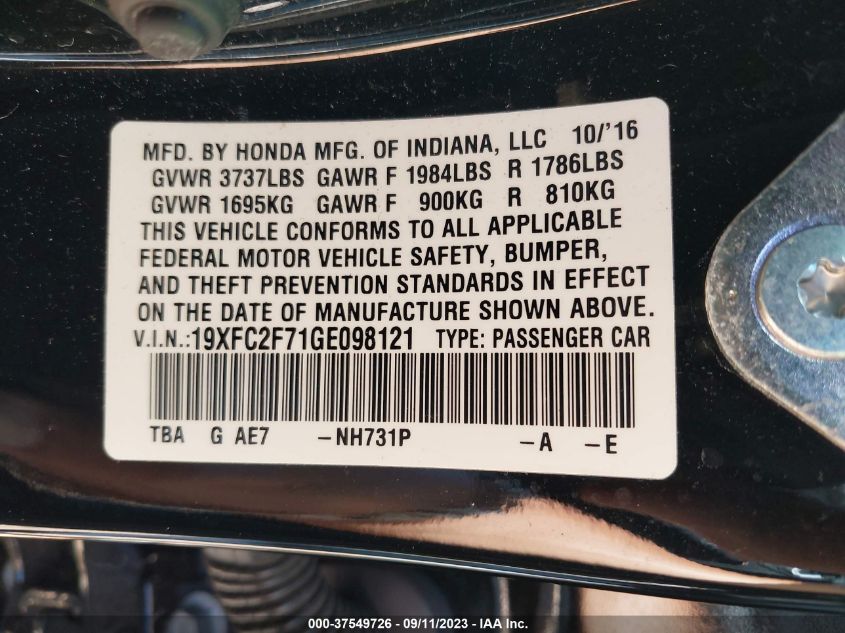 MFD. BY HONDA MFG. OF INDIANA, LLC 10/'16
GVWR 3737LBS GAWR F 1984LBS R 1786LBS
GVWR 1695KG GAWR F 900KG R 810KG
THIS VEHICLE CONFORMS TO ALL APPLICABLE
FEDERAL MOTOR VEHICLE SAFETY, BUMPER,
AND THEFT PREVENTION STANDARDS IN EFFECT
ON THE DATE OF MANUFACTURE SHOWN ABOVE.
V.I.N.:19XFC2F71GE098121 TYPE: PASSENGER CAR
TBA G AE7 -NH731P -A -E
000-37549726 - 09/11/2023 - IAA Inc.